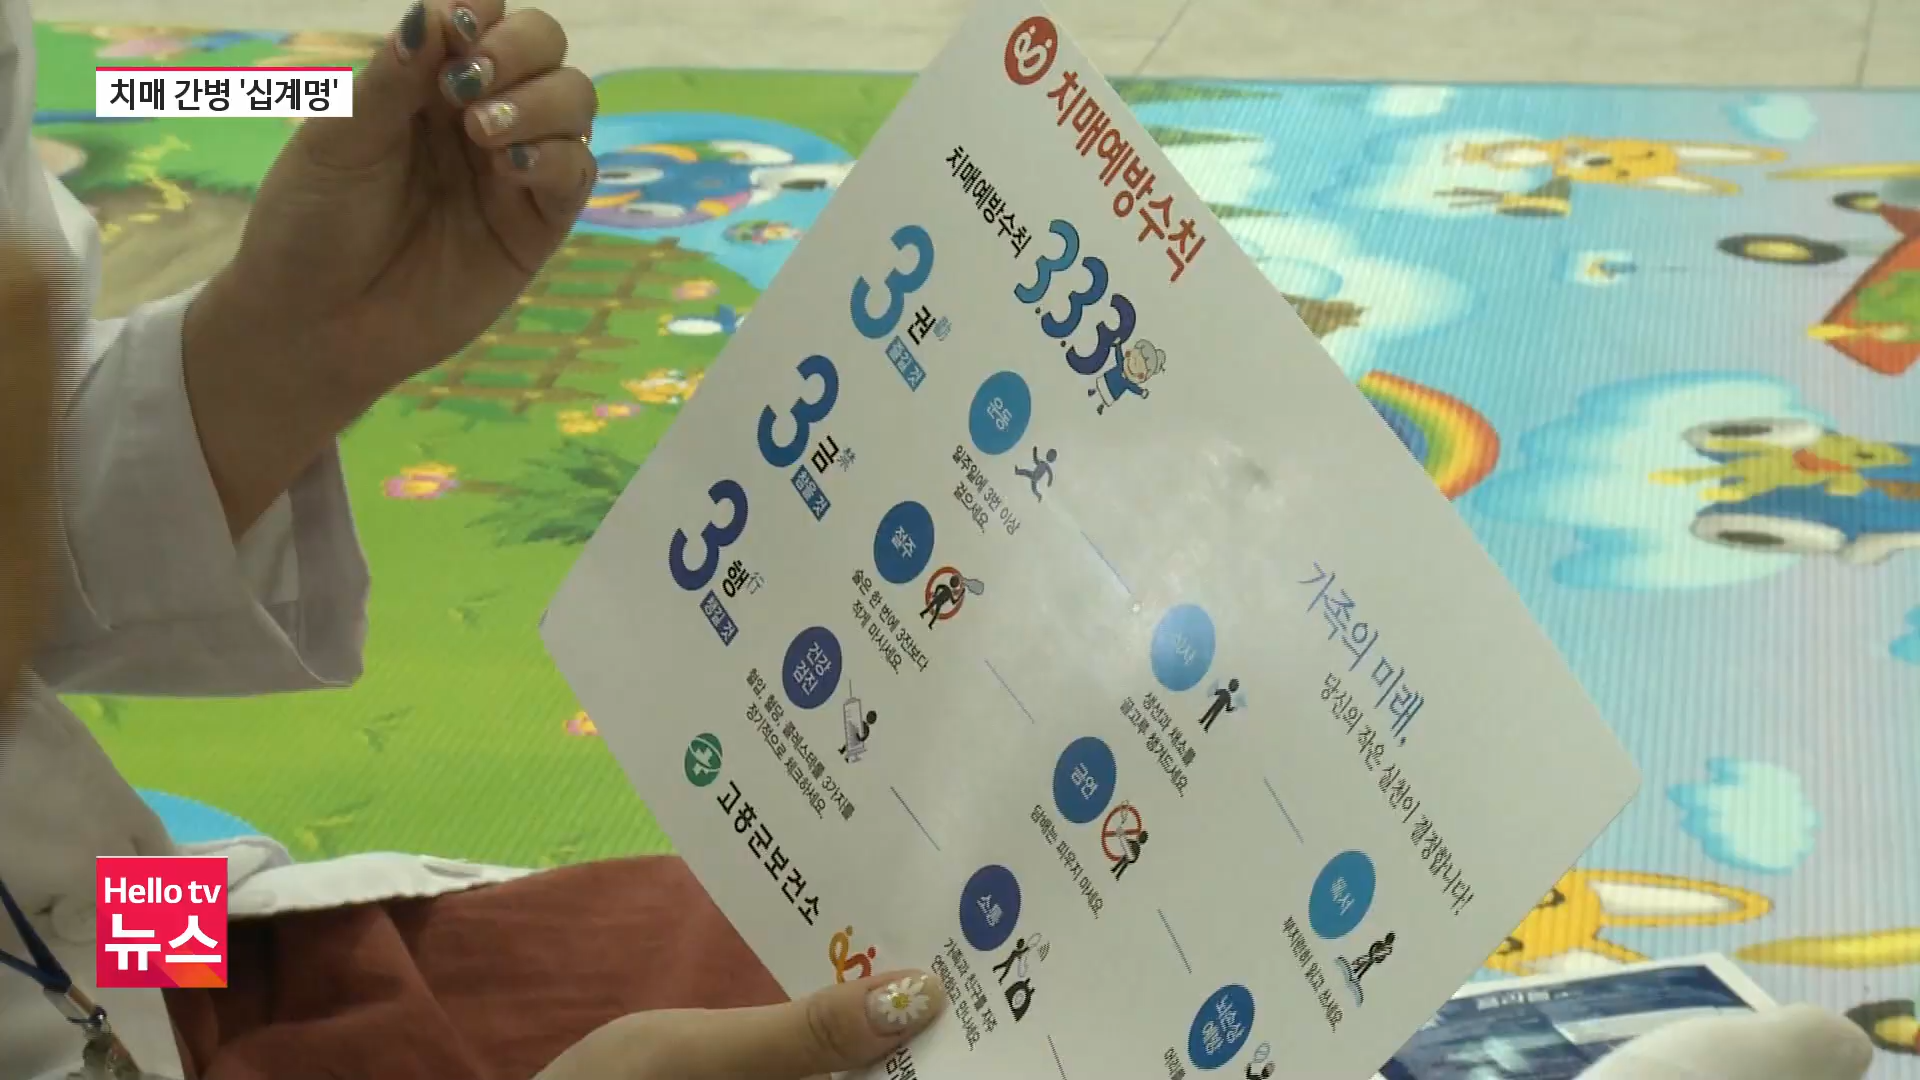 치매 간병 '십계명'
치매예방수칙
치매예방수칙
3.3.3
3
권 勸
즐길 것
운동
일주일에 3번 이상
걸으세요.
식사
생선과 채소를
골고루 챙겨드세요.
독서
부지런히 읽고 쓰세요.
3
금 禁
참을 것
절주
술은 한 번에 3잔보다
적게 마시세요.
금연
담배는 피우지 마세요.
뇌손상
예방
3
행 行
챙길 것
건강
검진
혈압, 혈당, 콜레스테롤 3가지를
정기적으로 체크하세요.
소통
가족과 친구를 자주
연락하고 만나세요.
가족의 미래,
당신의 작은 실천이 결정합니다!
고흥군보건소
Hello tv
뉴스